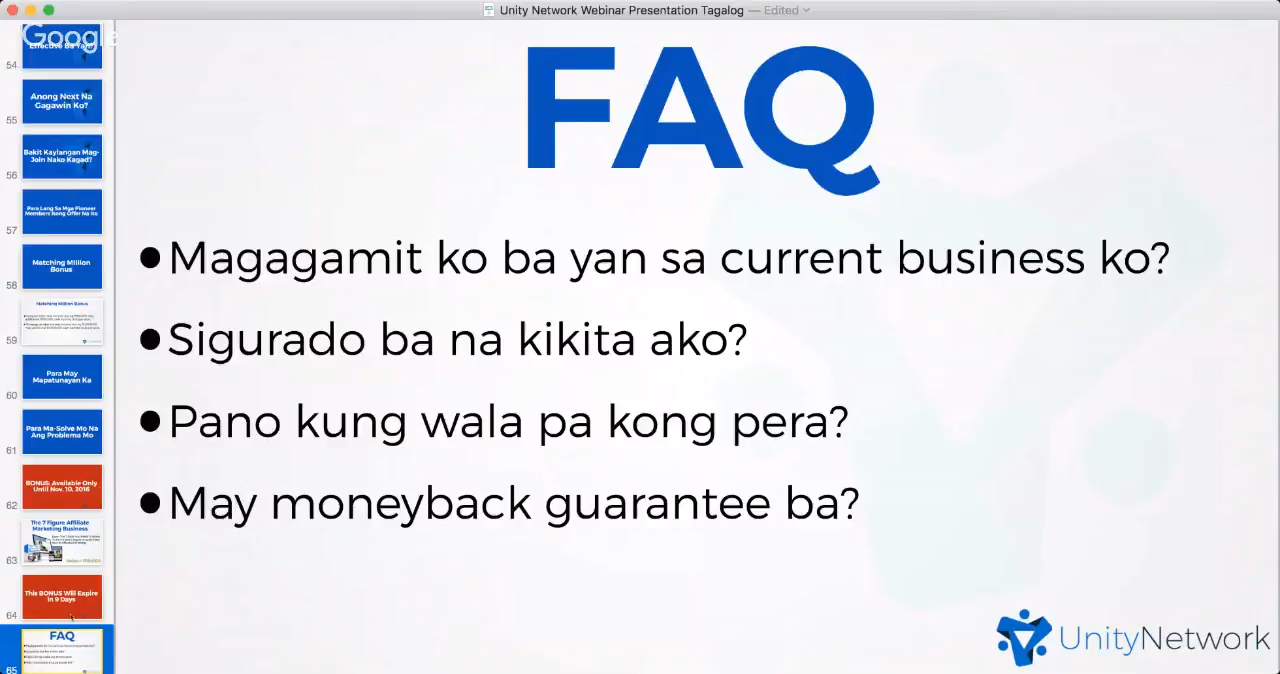 Unity Network Webinar Presentation Tagalog — Edited
Google
Effective Ba Yan?
54
Anong Next Na
Gagawin Ko?
55
Bakit Kaylangan Mag-
Join Nako Kagad?
56
Para Lang Sa Mga Pioneer
Members Itong Offer Na Ito
57
Matching Million
Bonus
58
Matching Million Bonus
59
Para May
Mapatunayan Ka
60
Para Ma-Solve Mo Na
Ang Problema Mo
61
BONUS: Available Only
Until Nov. 10, 2016
62
The 7 Figure Affiliate
Marketing Business
63
This BONUS Will Expire
In 9 Days
64
FAQ
65
FAQ
•Magagamit ko ba yan sa current business ko?
•Sigurado ba na kikita ako?
•Pano kung wala pa kong pera?
•May moneyback guarantee ba?
UnityNetwork